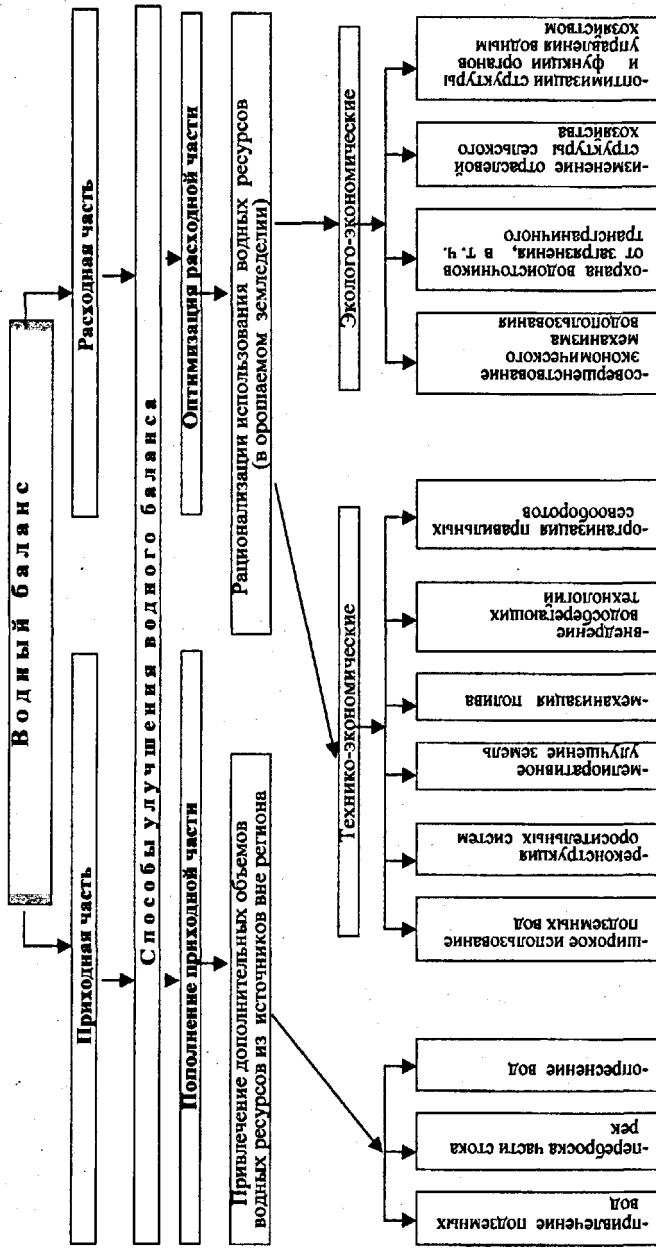 Водный баланс
Приходная часть
Расходная часть
Способы улучшения водного баланса
Пополнение приходной части
Оптимизация расходной части
Привлечение дополнительных объемов
водных ресурсов из источников вне региона
Рационализации использования водных ресурсов
(в орошаемом земледелии)
Технико-экономические
Эколого-экономические
-привлечение подземных
вод
-переброска части стока
рек
-опреснение вод
-широкое использование
подземных вод
-реконструкция
оросительных систем
-мелиоративное
улучшение земель
-механизация полива
-внедрение
водосберегающих
технологий
-организация правильных
севооборотов
-совершенствование
экономического
механизма
водопользования
-охрана водоисточников
от загрязнения, в т. ч.
трансграничного
-изменение отраслевой
структуры сельского
хозяйства
-оптимизации структуры
и функции органов
управления водным
хозяйством